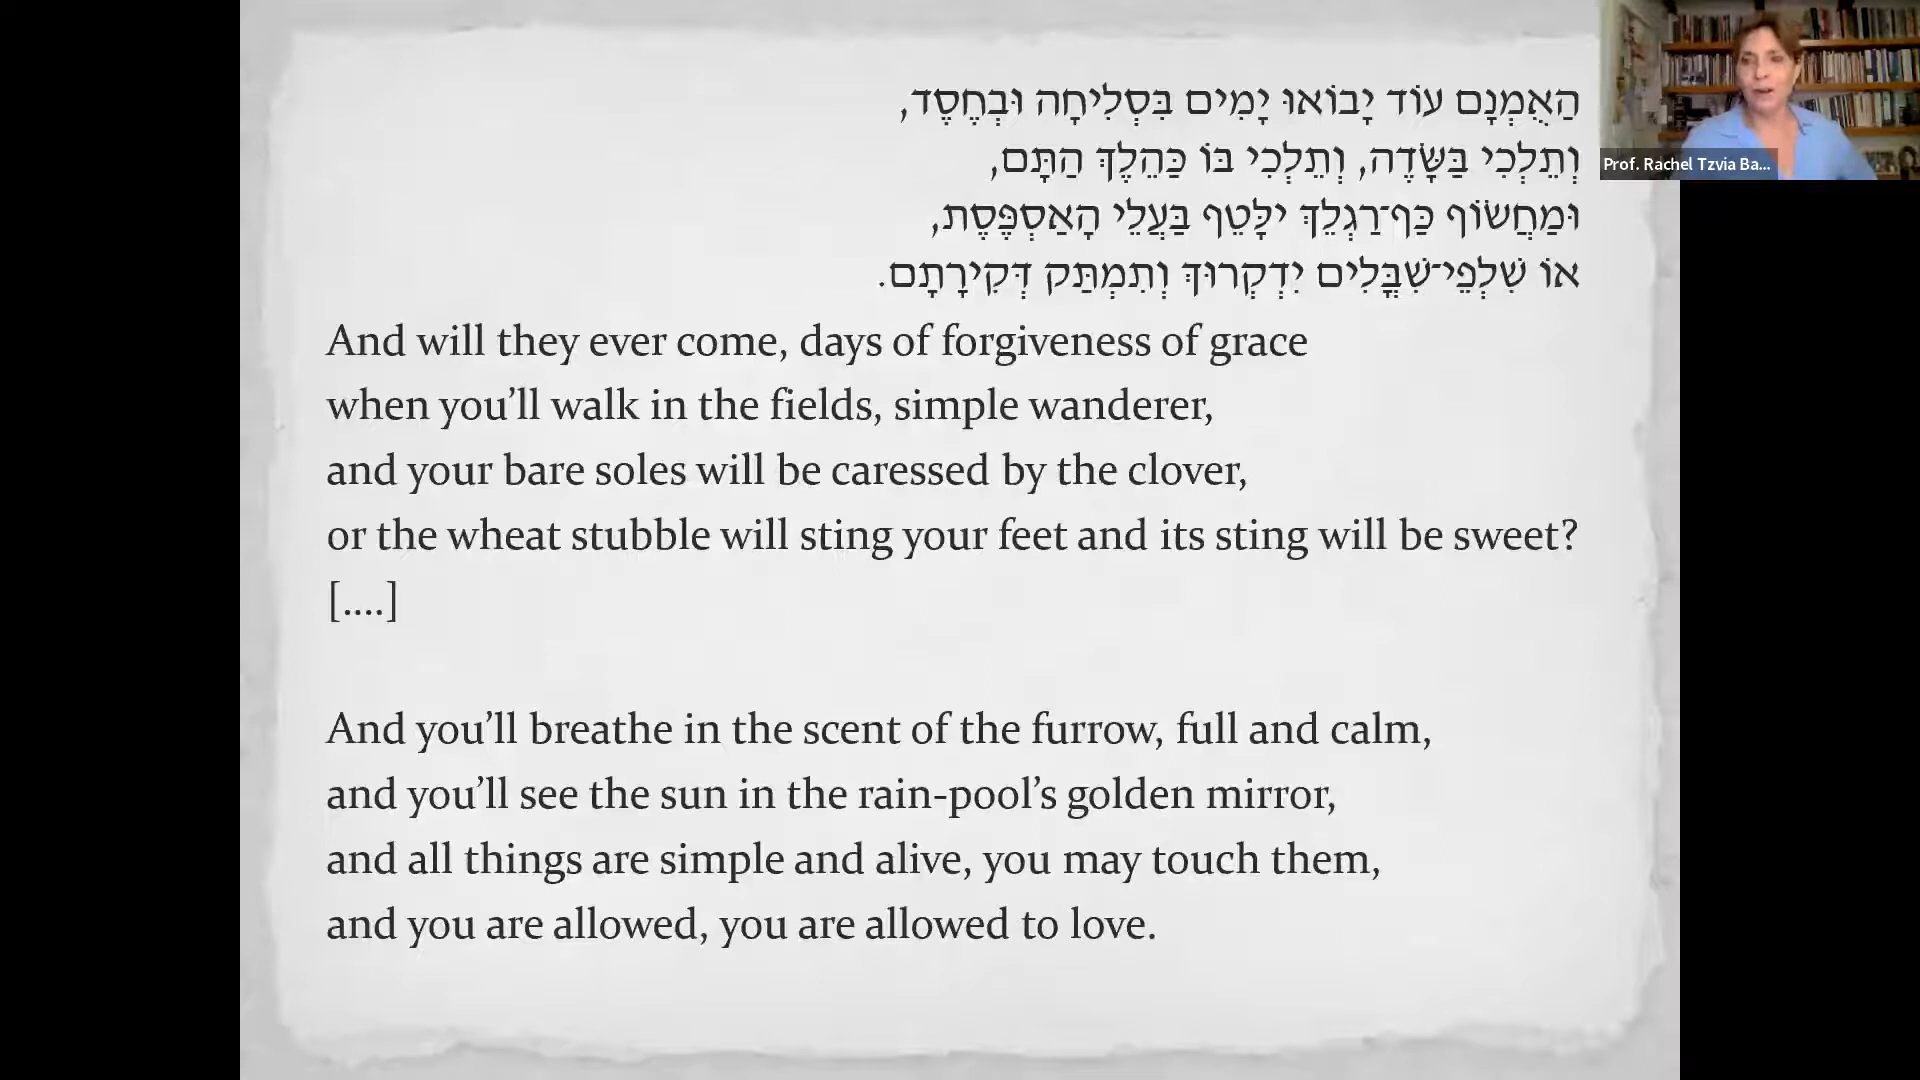 הַאֻמְנָם עוֹד יָבוֹאוּ יָמִים בִּסְלִיחָה וּבְחֶסֶד,
וְתֵלְכִי בַּשָּׂדֶה, וְתֵלְכִי בּוֹ כַּהֵלֶךְ הַתָּם,
וּמַחֲשׂוֹף כַּף־רַגְלֵךְ יִלָּטֵף בַּעֲלֵי הָאַסְפֶּסֶת,
אוֹ שִׁלְפֵי־שִׁבֳּלִים יִדְקְרוּךְ וְתִמְתַּק דְּקִירָתָם.
And will they ever come, days of forgiveness of grace
when you’ll walk in the fields, simple wanderer,
and your bare soles will be caressed by the clover,
or the wheat stubble will sting your feet and its sting will be sweet?
[....]
And you’ll breathe in the scent of the furrow, full and calm,
and you’ll see the sun in the rain-pool’s golden mirror,
and all things are simple and alive, you may touch them,
and you are allowed, you are allowed to love.
Prof. Rachel Tzvia Ba...